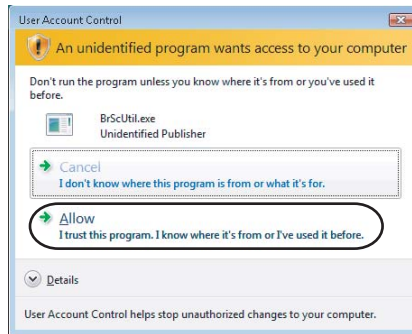 User Account Control
An unidentified program wants access to your computer
Don't run the program unless you know where it's from or you've used it
before.
BrScUtil.exe
Unidentified Publisher
Cancel
I don't know where this program is from or what it's for.
Allow
I trust this program. I know where it's from or I've used it before.
Details
User Account Control helps stop unauthorized changes to your computer.